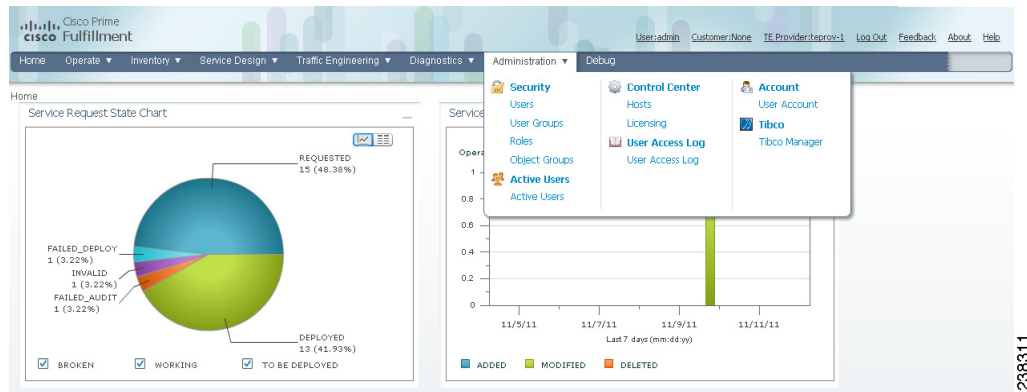 Cisco Prime
cisco Fulfillment
User:admin Customer:None TE Provider:teprov-1 Log Out Feedback About Help
Home Operate ▼ Inventory ▼ Service Design ▼ Traffic Engineering ▼ Diagnostics ▼ Administration ▼ Debug
Home
Service Request State Chart
REQUESTED
15 (48.38%)
FAILED_DEPLOY
1 (3.22%)
INVALID
1 (3.22%)
FAILED_AUDIT
1 (3.22%)
DEPLOYED
13 (41.93%)
BROKEN WORKING TO BE DEPLOYED
Security
Users
User Groups
Roles
Object Groups
Active Users
Active Users
Control Center
Hosts
Licensing
User Access Log
User Access Log
Account
User Account
Tibco
Tibco Manager
Service
Opera
1
0.8
0.6
0.4
0.2
0
11/5/11 11/7/11 11/9/11 11/11/11
Last 7 days (mm:dd:yy)
ADDED MODIFIED DELETED
238311